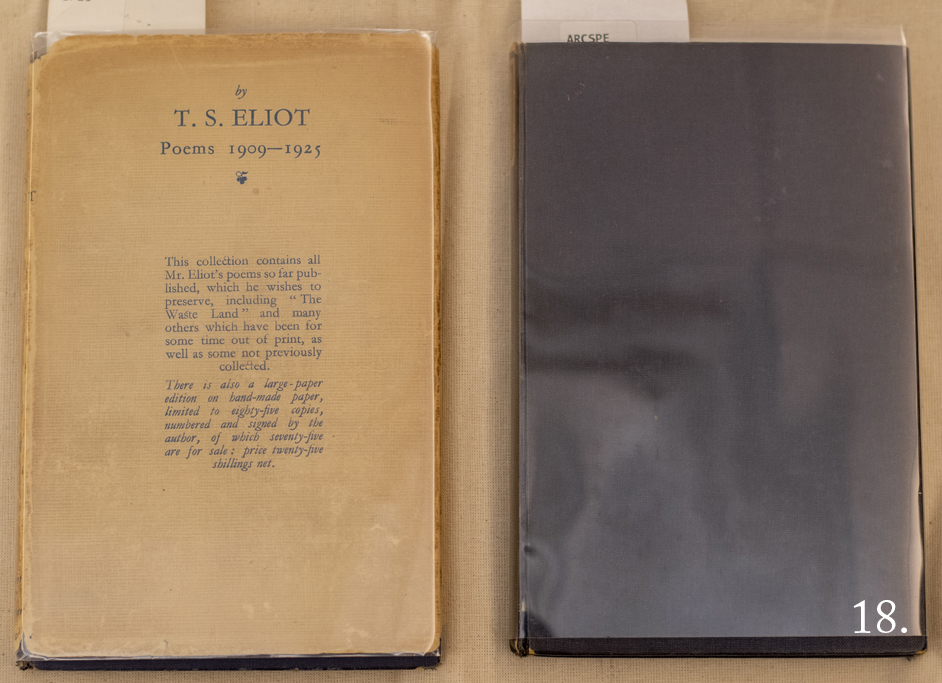 by
T. S. ELIOT
Poems 1909—1925
This collection contains all
Mr. Eliot's poems so far pub-
lished, which he wishes to
preserve, including "The
Waste Land" and many
others which have been for
some time out of print, as
well as some not previously
collected.
There is also a large-paper
edition on hand-made paper,
limited to eighty-five copies,
numbered and signed by the
author, of which seventy-five
are for sale: price twenty-five
shillings net.
T
ARCSPE
18.